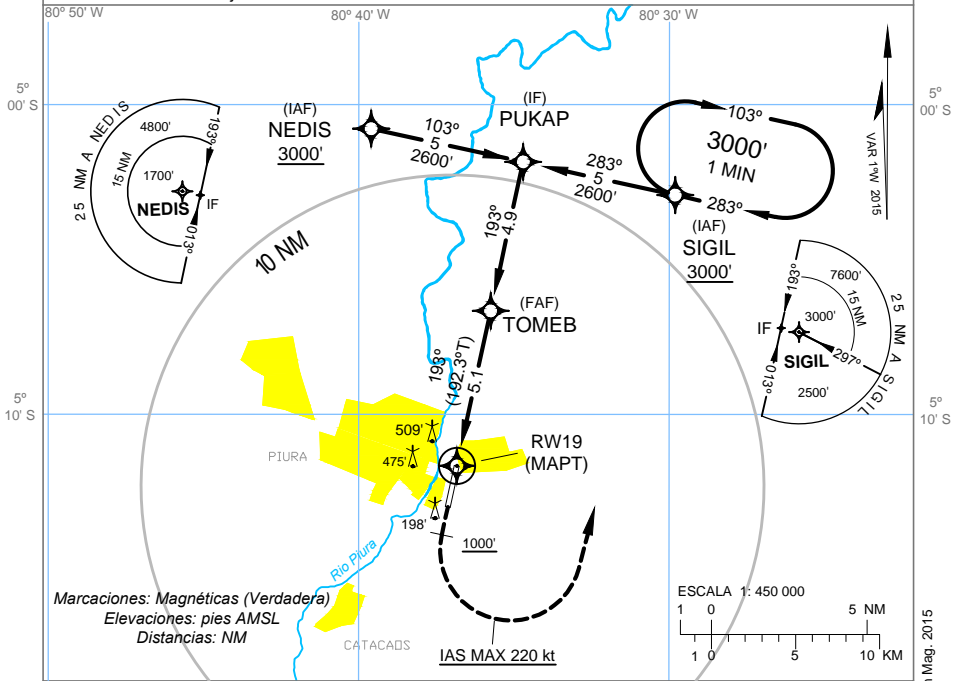 80º 50' W
80º 40' W
80º 30' W
5º
00' S
5º
00' S
5º
10' S
5º
10' S
25 NM A NEDIS
4800'
15 NM
1700'
NEDIS
193º
IF
013º
(IAF)
NEDIS
3000'
103º
5
2600'
(IF)
PUKAP
283º
5
2600'
103º
3000'
1 MIN
283º
(IAF)
SIGIL
3000'
VAR 1ºW 2015
193º
4.9
10 NM
(FAF)
TOMEB
193º
(192.3ºT)
5.1
193º
7600'
15 NM
3000'
IF
SIGIL
297º
013º
2500'
25 NM A SIGIL
509'
PIURA
475'
RW19
(MAPT)
198'
1000'
Rio Piura
Marcaciones: Magnéticas (Verdadera)
Elevaciones: pies AMSL
Distancias: NM
CATACAOS
IAS MAX 220 kt
ESCALA 1: 450 000
1 0 5 NM
1 0 5 10 KM
Mag. 2015